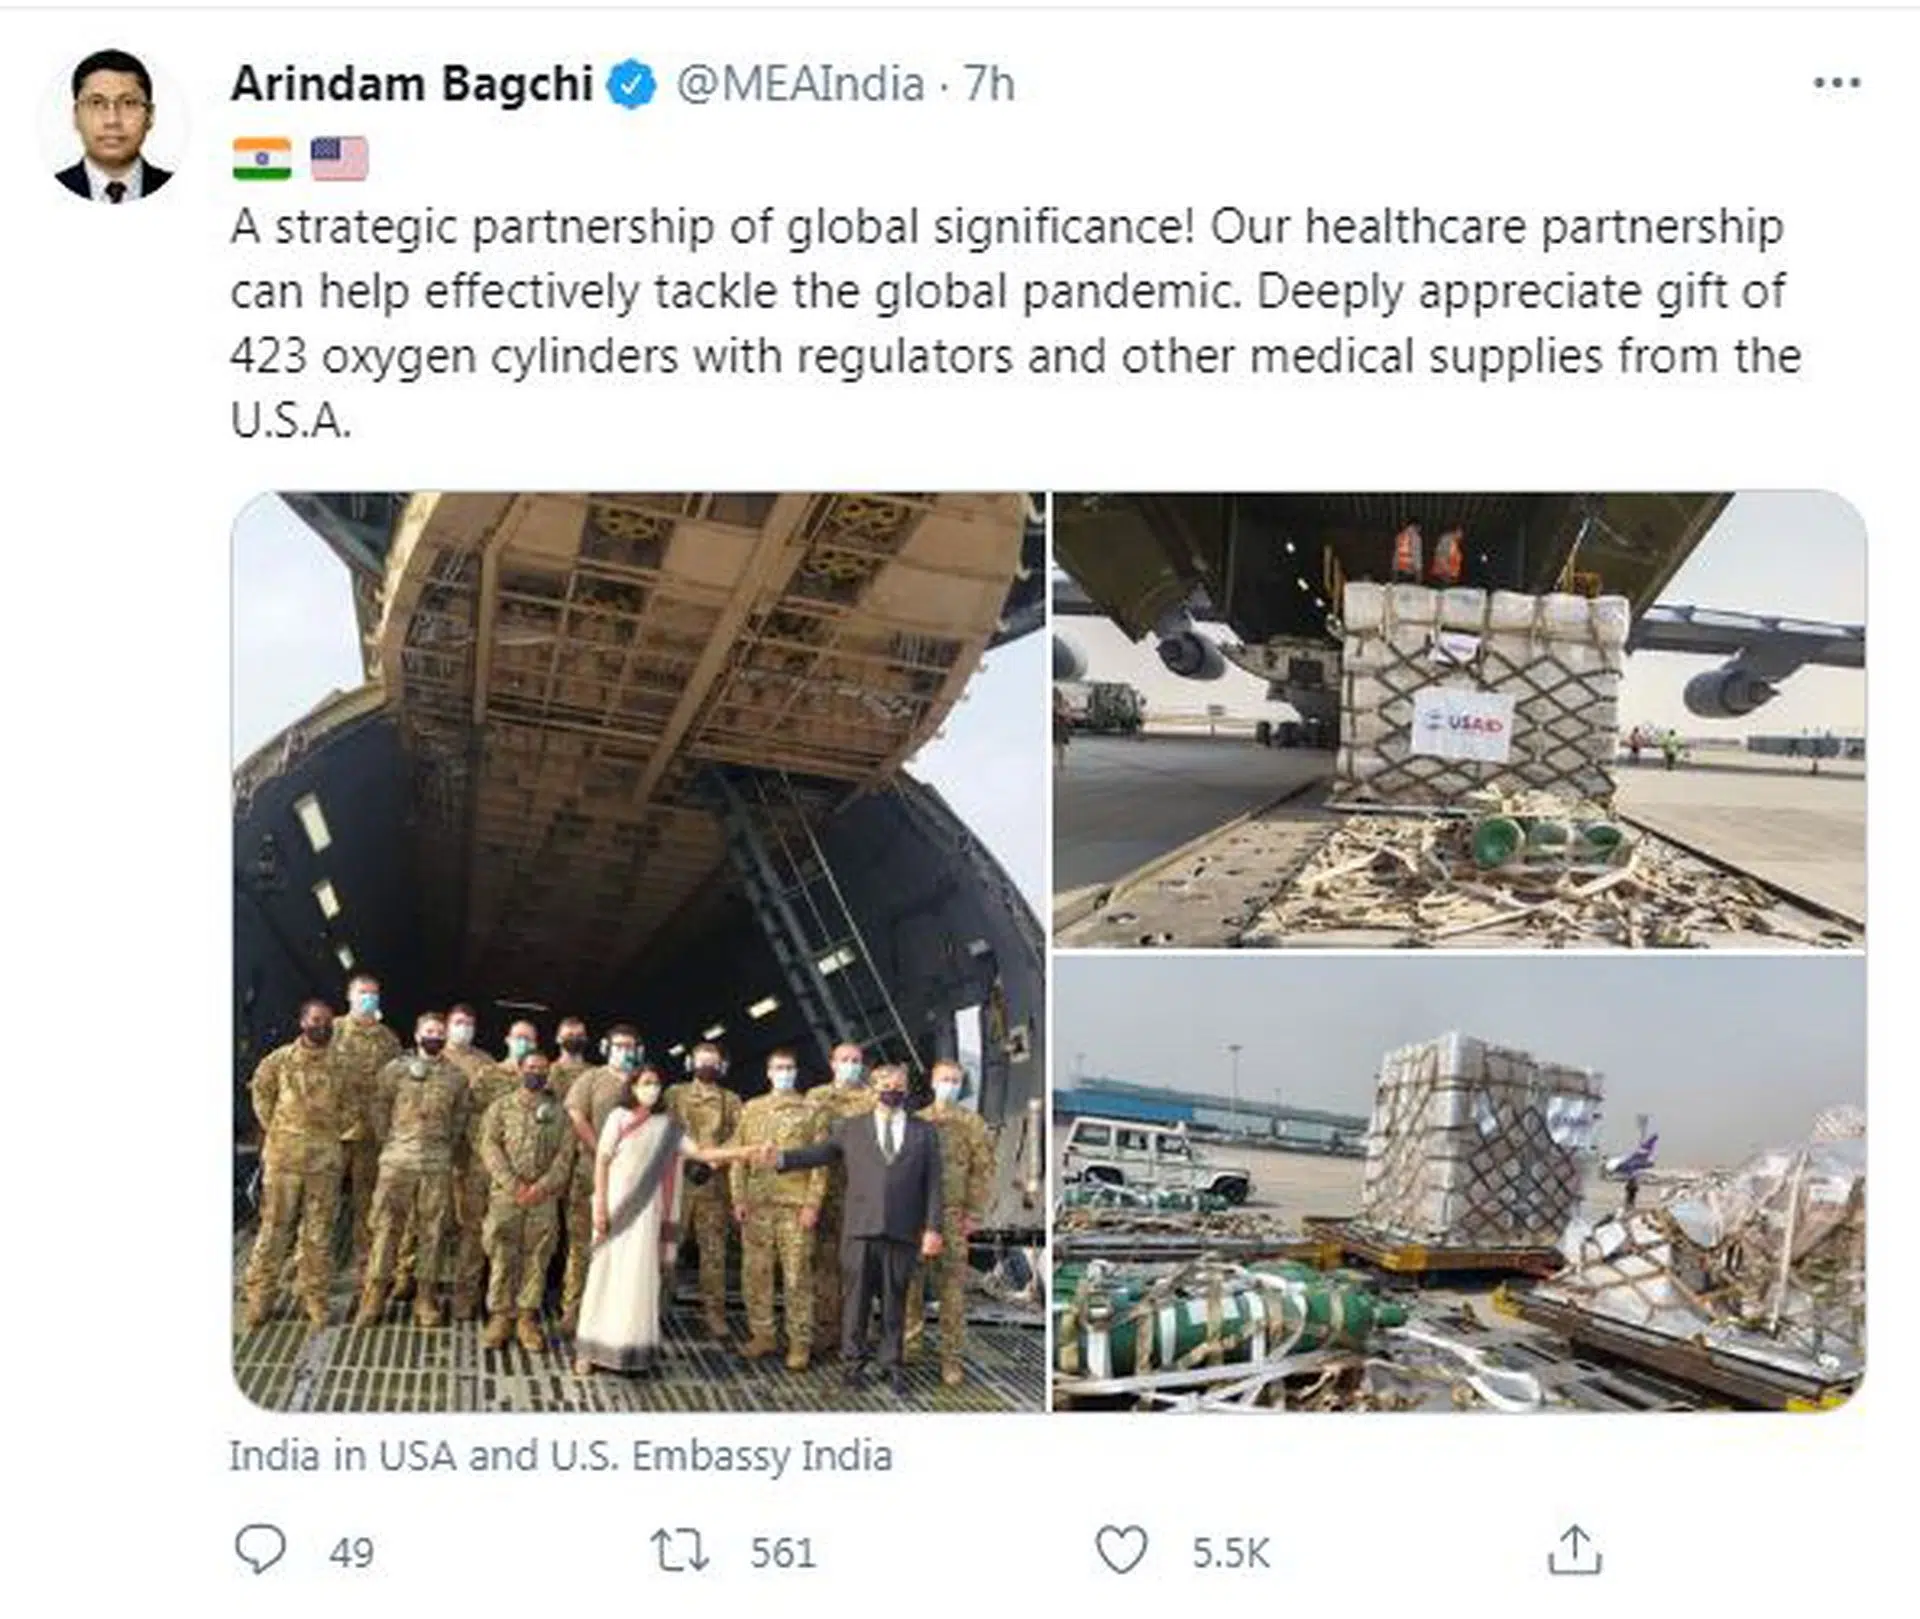 Arindam Bagchi @MEAIndia · 7h
A strategic partnership of global significance! Our healthcare partnership
can help effectively tackle the global pandemic. Deeply appreciate gift of
423 oxygen cylinders with regulators and other medical supplies from the
U.S.A.
USAID
India in USA and U.S. Embassy India
49 561 5.5K